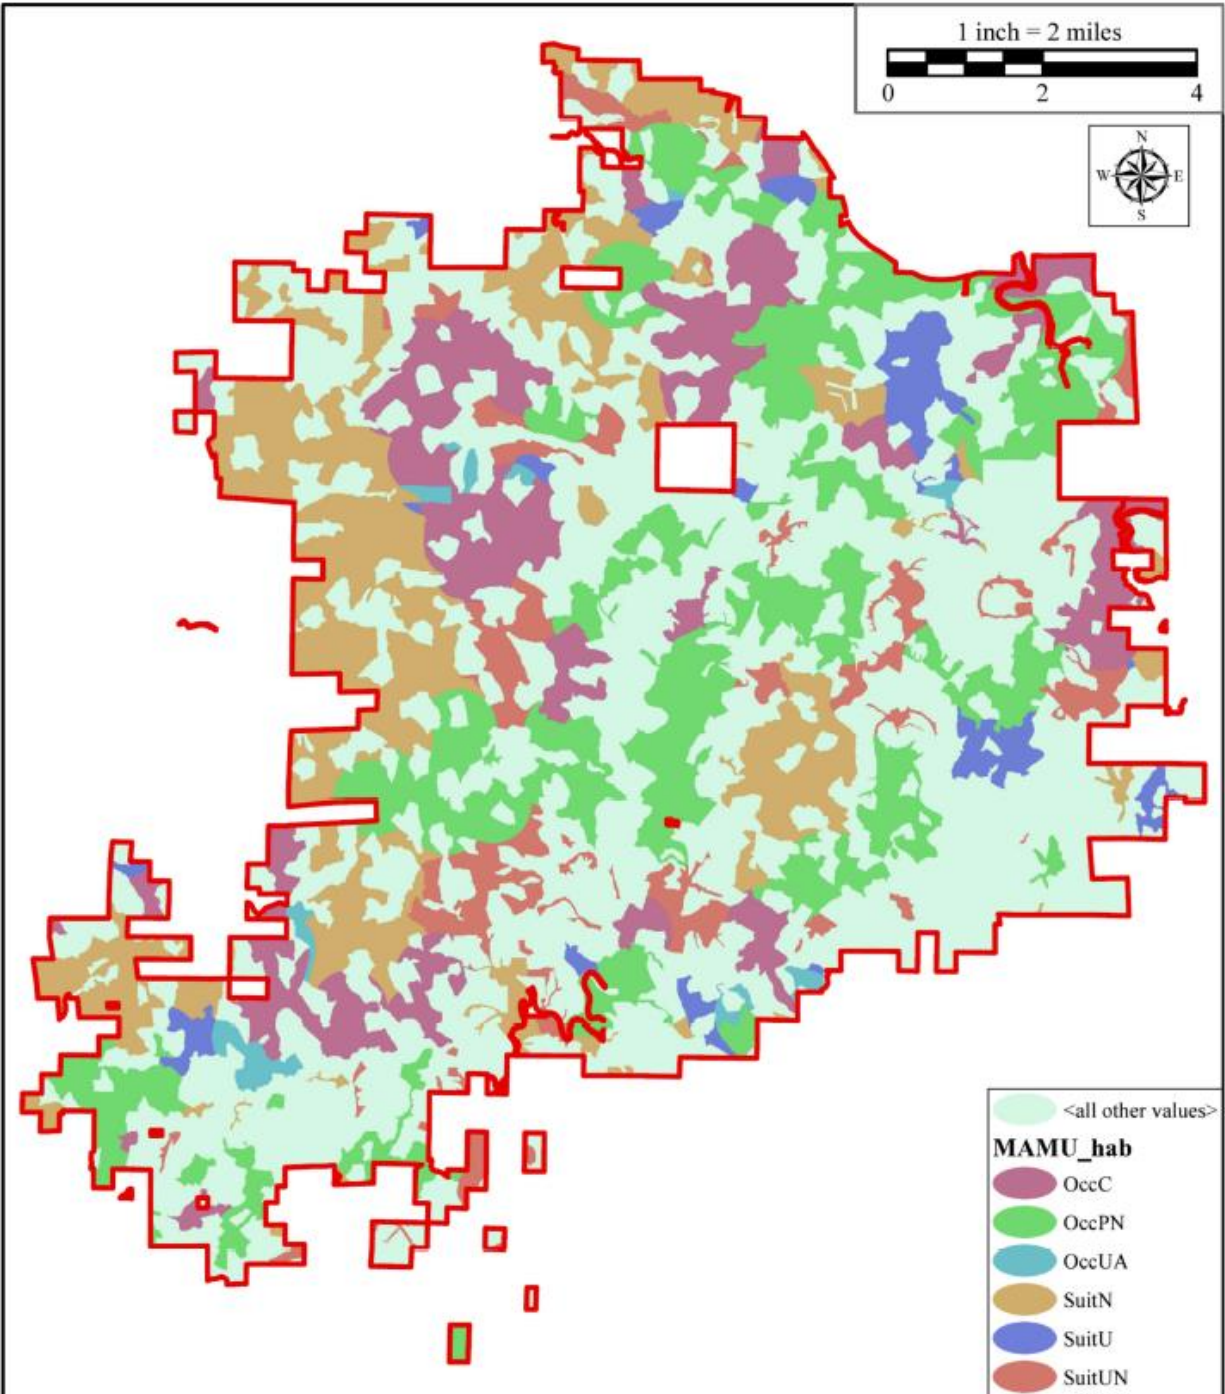 1 inch = 2 miles
0 2 4
N
W E
S
<all other values>
MAMU_hab
OccC
OccPN
OccUA
SuitN
SuitU
SuitUN